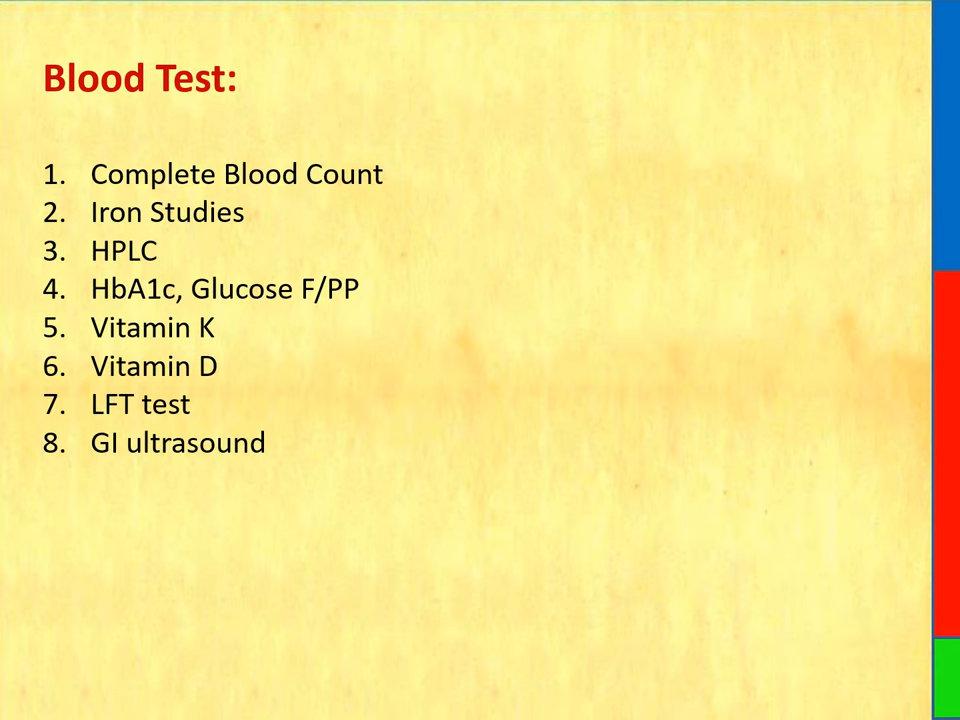 Blood Test:
1. Complete Blood Count
2. Iron Studies
3. HPLC
4. HbA1c, Glucose F/PP
5. Vitamin K
6. Vitamin D
7. LFT test
8. GI ultrasound